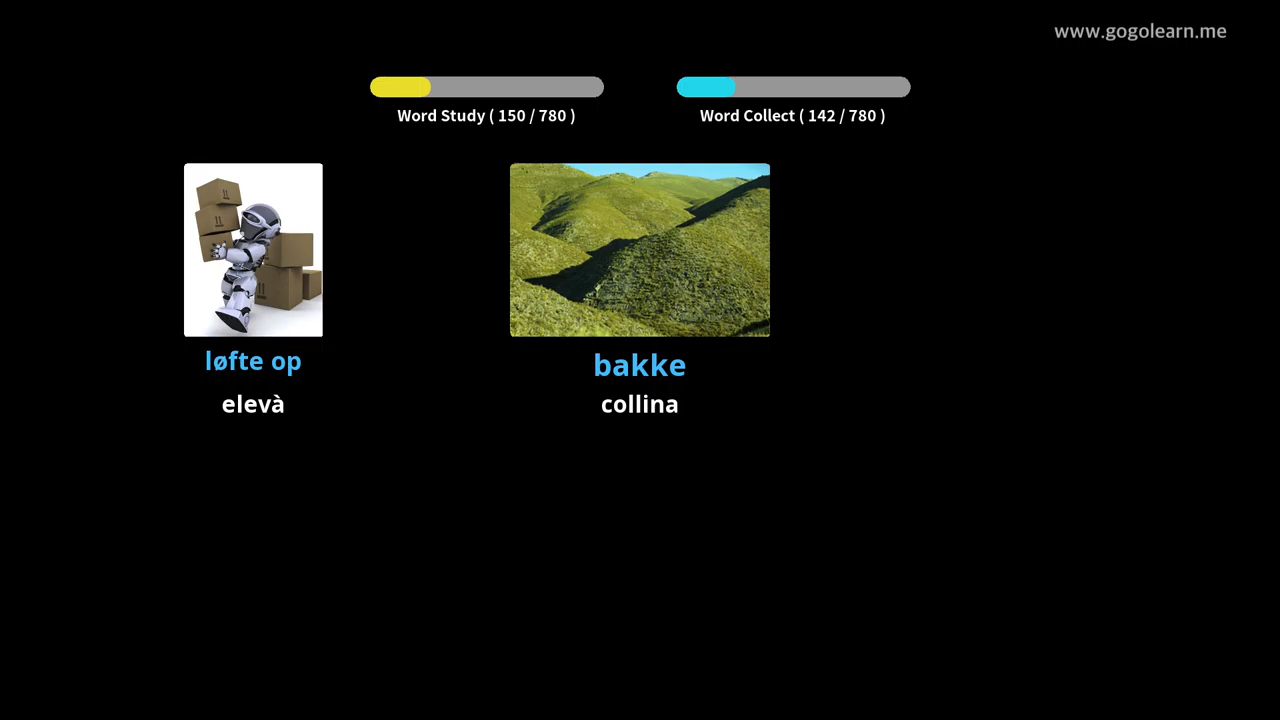 www.gogolearn.me
Word Study ( 150 / 780 )
Word Collect ( 142 / 780 )
løfte op
elevà
bakke
collina